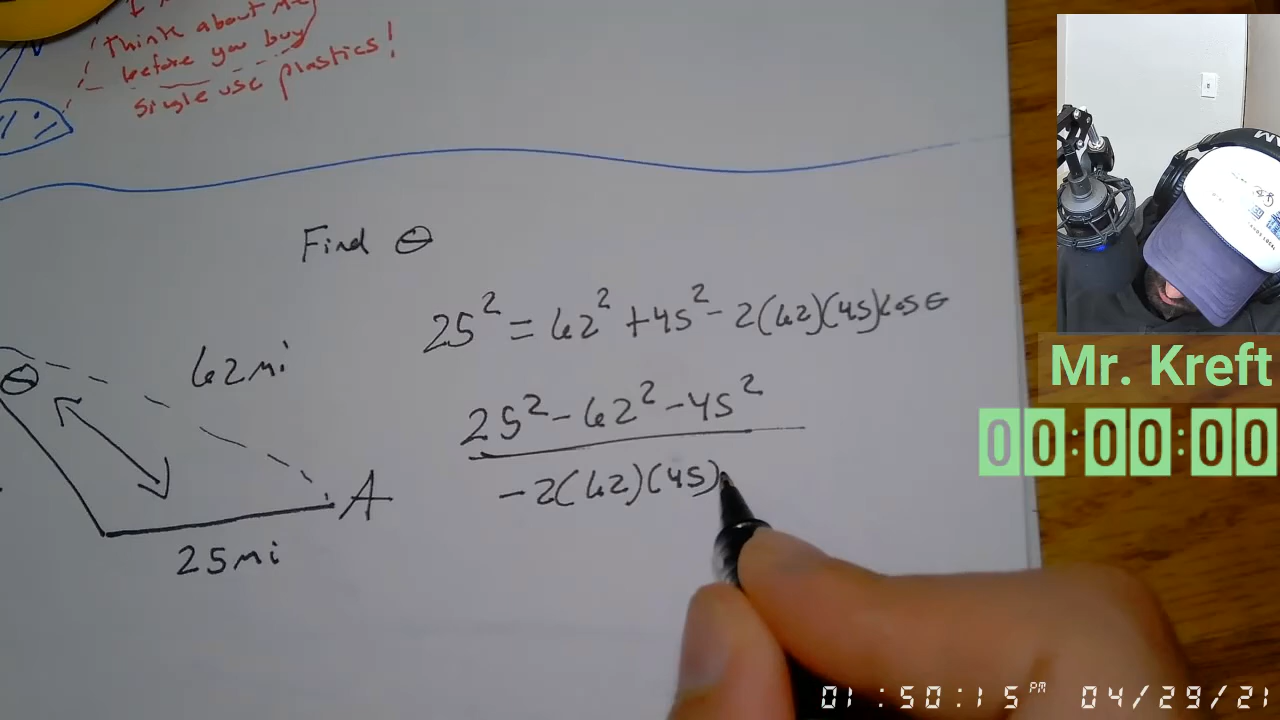 Think about me
before you buy
single use plastics!
Find θ
25² = 62² + 45² - 2(62)(45)cos θ
θ
62mi
25² - 62² - 45²
-2(62)(45)
A
25mi
Mr. Kreft
00:00:00
01:50:15 PM 04/29/21